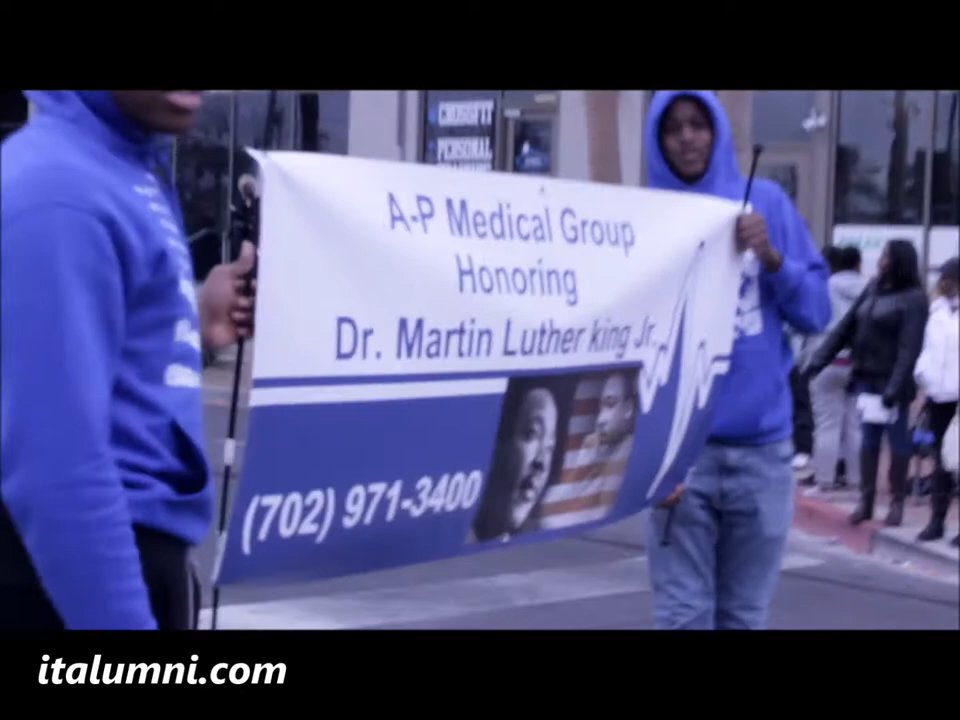 CROSSFIT
PERSONAL
A-P Medical Group
Honoring
Dr. Martin Luther king Jr.
(702) 971-3400
italumni.com